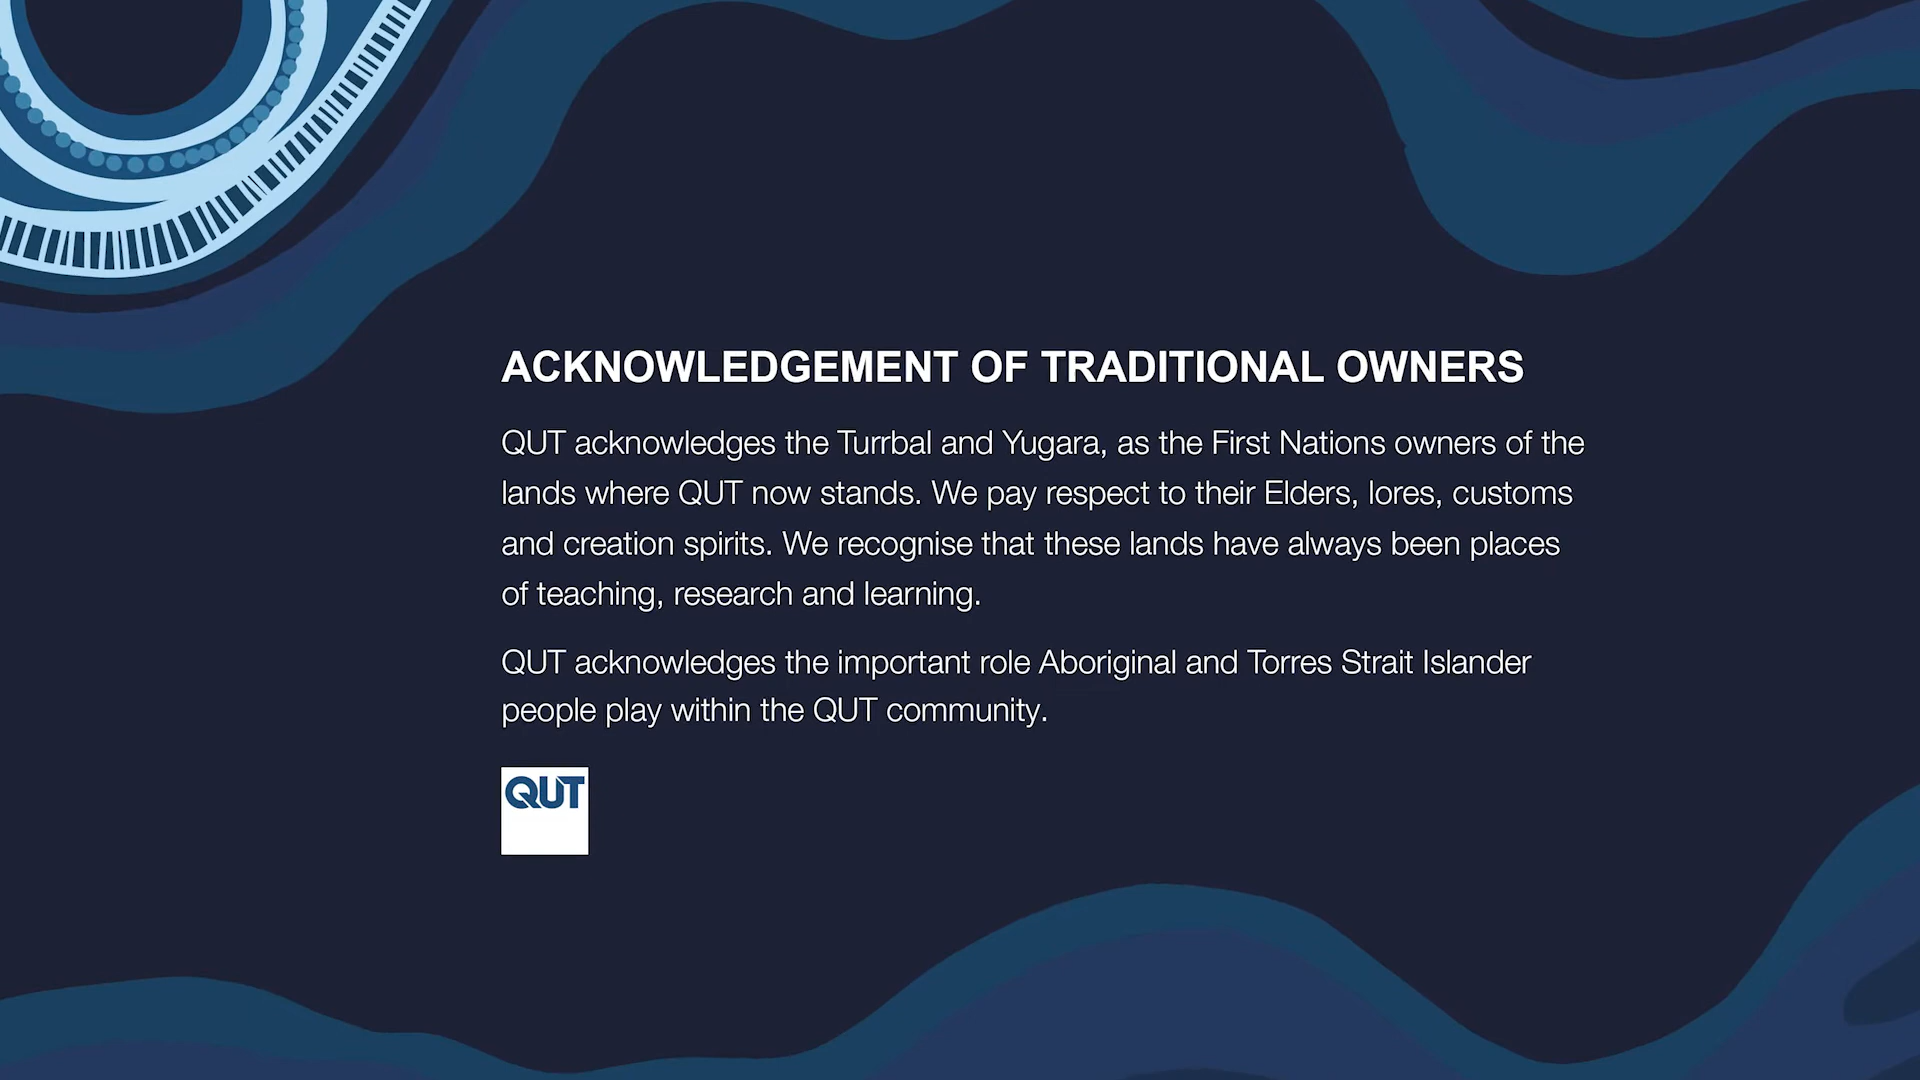 ACKNOWLEDGEMENT OF TRADITIONAL OWNERS
QUT acknowledges the Turrbal and Yugara, as the First Nations owners of the
lands where QUT now stands. We pay respect to their Elders, lores, customs
and creation spirits. We recognise that these lands have always been places
of teaching, research and learning.
QUT acknowledges the important role Aboriginal and Torres Strait Islander
people play within the QUT community.
QUT